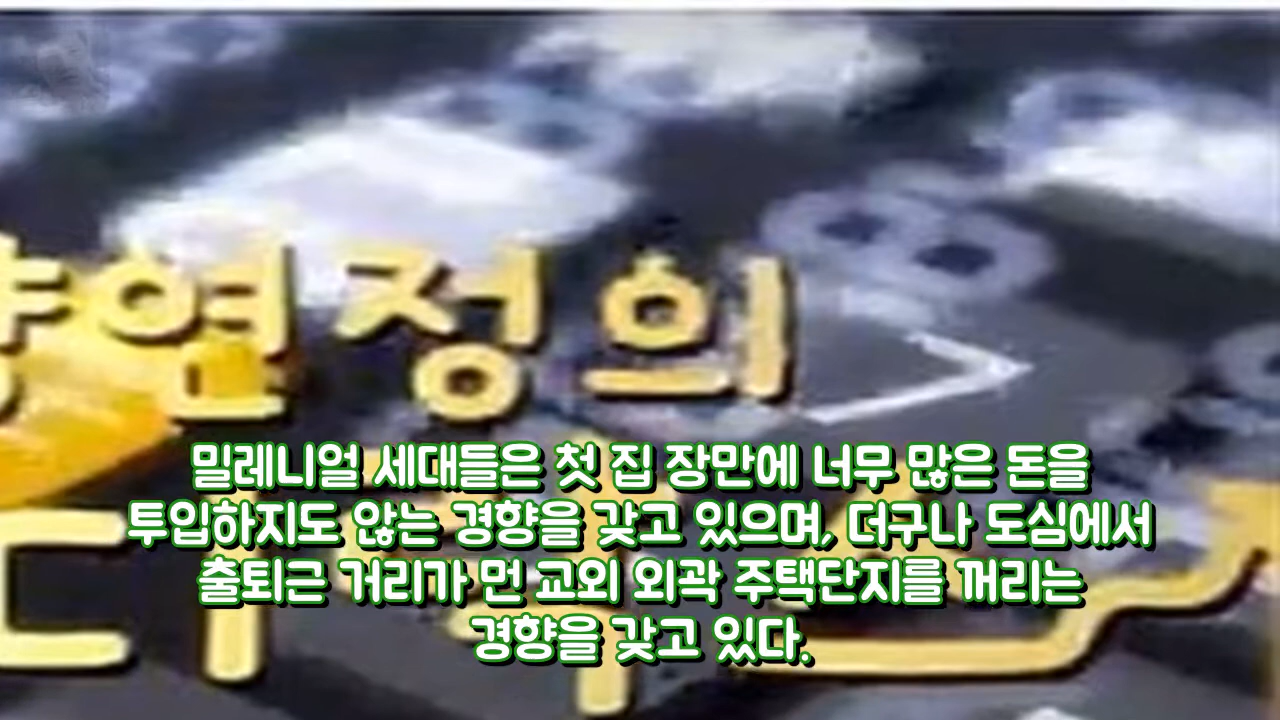 연정의
밀레니얼 세대들은 첫 집 장만에 너무 많은 돈을
투입하지도 않는 경향을 갖고 있으며, 더구나 도심에서
출퇴근 거리가 먼 교외 외곽 주택단지를 꺼리는
경향을 갖고 있다.